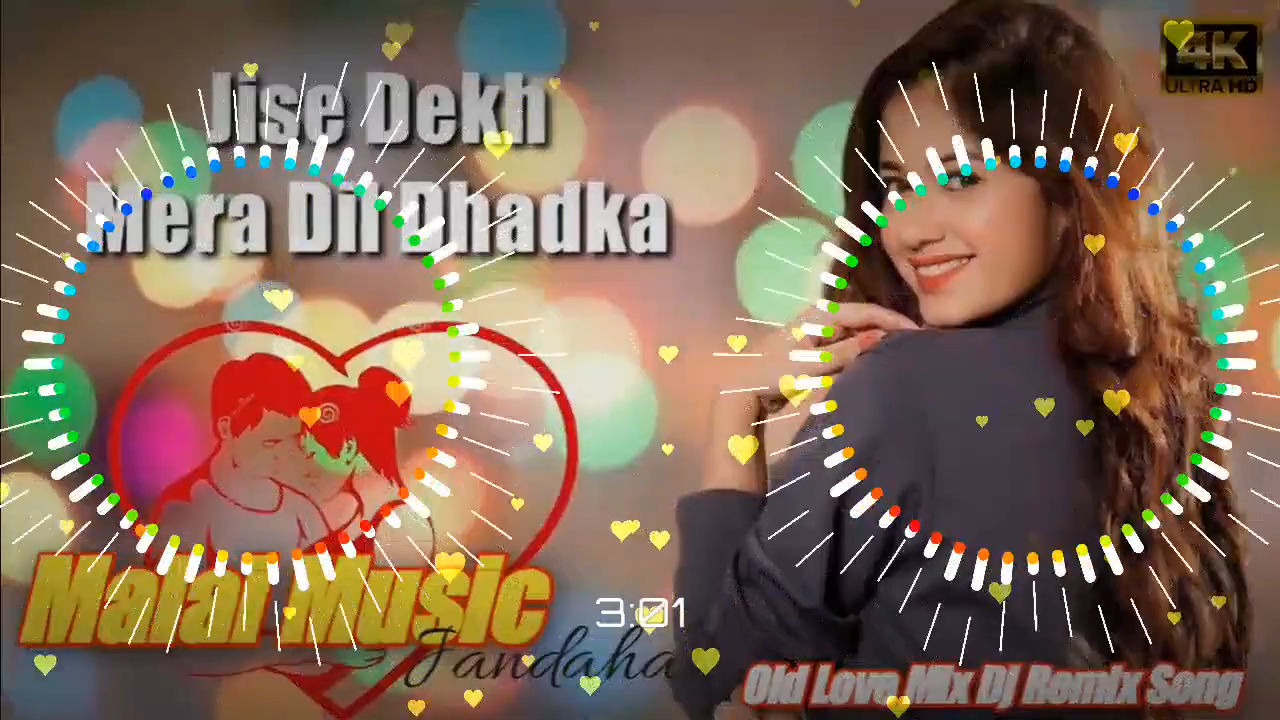 Jise Dekh
4K
ULTRA HD
Mera Dil Dhadka
Malai Music
Jandaha
3:01
Old Love Mix Dj Remix Song